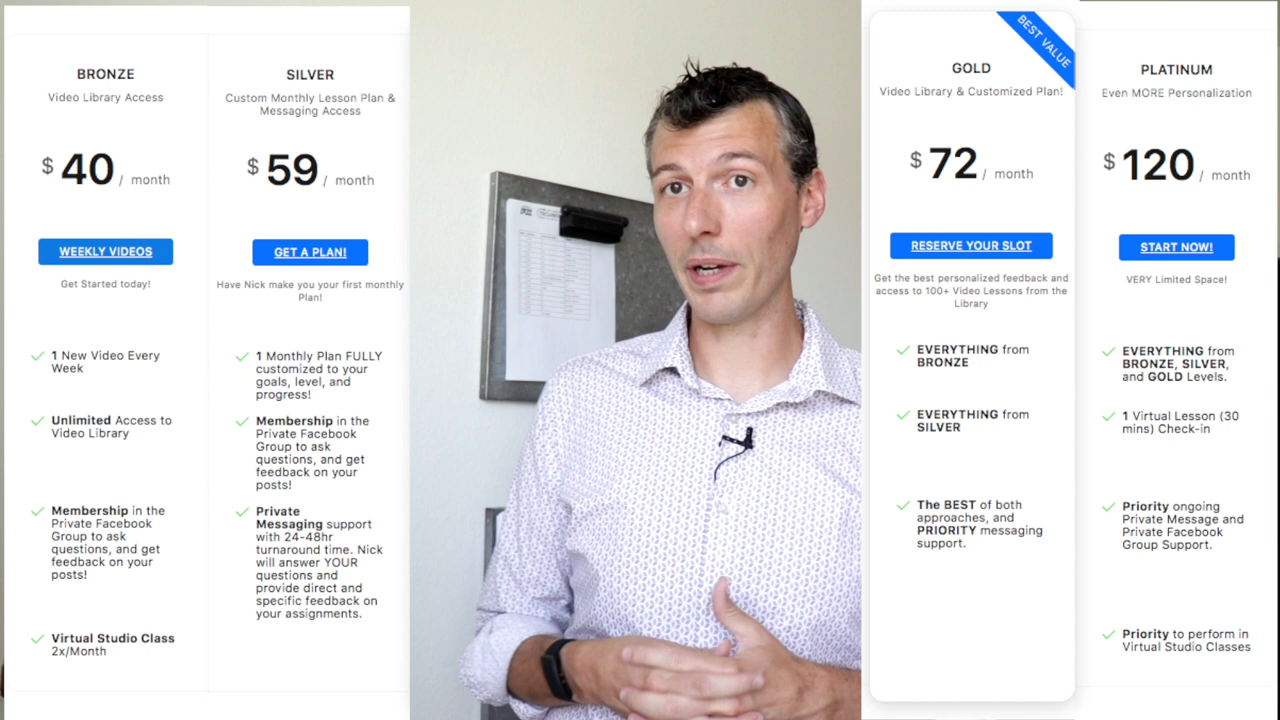 BRONZE
Video Library Access
$ 40 / month
WEEKLY VIDEOS
Get Started today!
1 New Video Every
Week
Unlimited Access to
Video Library
Membership in the
Private Facebook
Group to ask
questions, and get
feedback on your
posts!
Virtual Studio Class
2x/Month
SILVER
Custom Monthly Lesson Plan &
Messaging Access
$ 59 / month
GET A PLAN!
Have Nick make you your first monthly
Plan!
1 Monthly Plan FULLY
customized to your
goals, level, and
progress!
Membership in the
Private Facebook
Group to ask
questions, and get
feedback on your
posts!
Private
Messaging support
with 24-48hr
turnaround time. Nick
will answer YOUR
questions and
provide direct and
specific feedback on
your assignments.
BEST VALUE
GOLD
Video Library & Customized Plan!
$ 72 / month
RESERVE YOUR SLOT
Get the best personalized feedback and
access to 100+ Video Lessons from the
Library
EVERYTHING from
BRONZE
EVERYTHING from
SILVER
The BEST of both
approaches, and
PRIORITY messaging
support.
PLATINUM
Even MORE Personalization
$ 120 / month
START NOW!
VERY Limited Space!
EVERYTHING from
BRONZE, SILVER,
and GOLD Levels.
1 Virtual Lesson (30
mins) Check-in
Priority ongoing
Private Message and
Private Facebook
Group Support.
Priority to perform in
Virtual Studio Classes